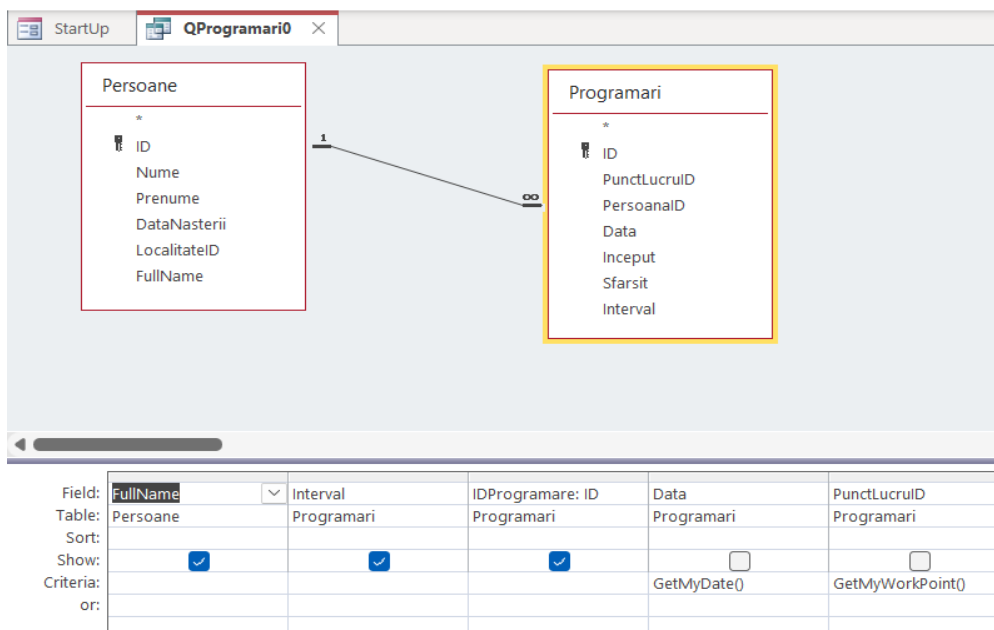 StartUp
QProgramari0
Persoane
*
ID
Nume
Prenume
DataNasterii
LocalitateID
FullName
1
∞
Programari
*
ID
PunctLucruID
PersoanaID
Data
Inceput
Sfarsit
Interval
Field: FullName Interval IDProgramare: ID Data PunctLucruID
Table: Persoane Programari Programari Programari Programari
Sort:
Show:
Criteria: GetMyDate() GetMyWorkPoint()
or: